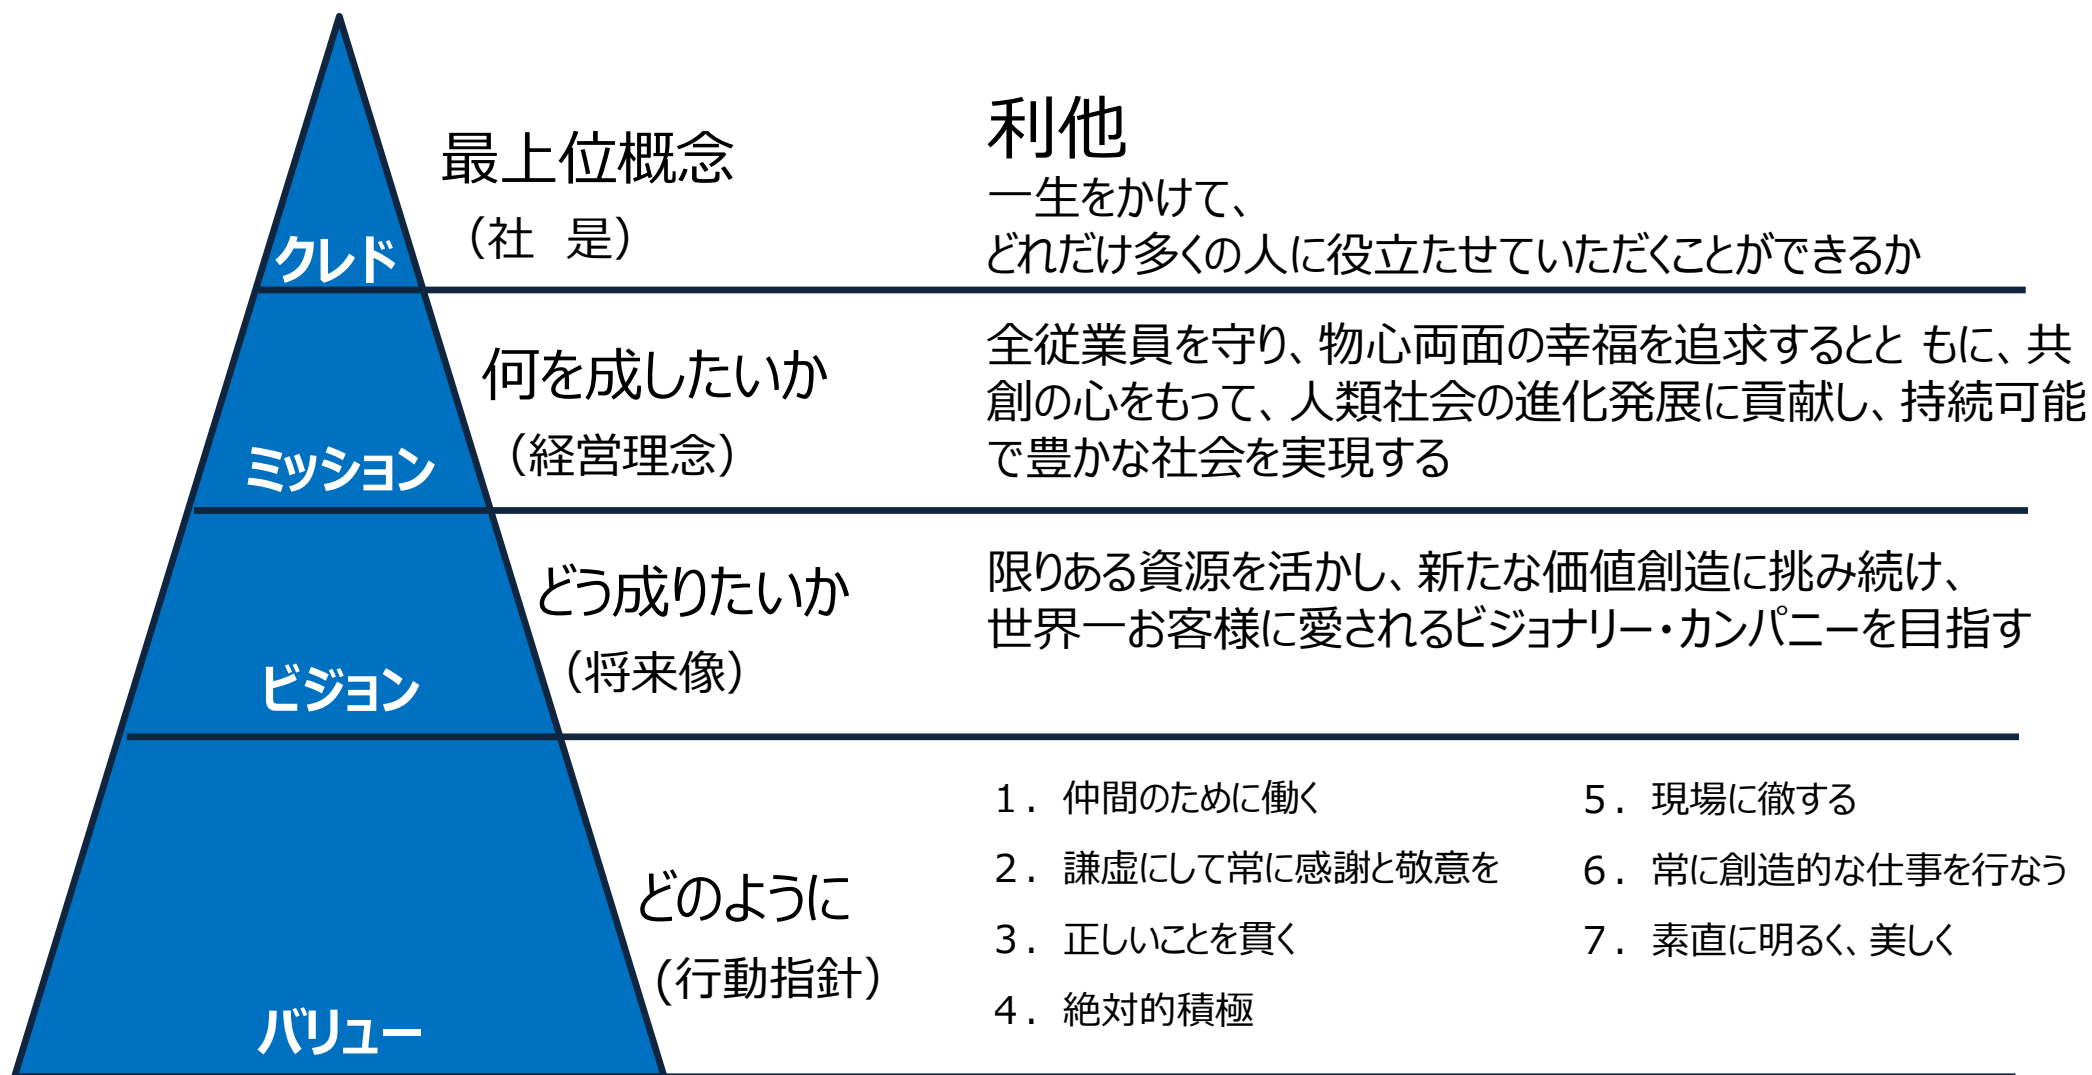 クレド
最上位概念
（社　是）
利他
一生をかけて、
どれだけ多くの人に役立たせていただくことができるか
ミッション
何を成したいか
（経営理念）
全従業員を守り、物心両面の幸福を追求するとと もに、共
創の心をもって、人類社会の進化発展に貢献し、持続可能
で豊かな社会を実現する
ビジョン
どう成りたいか
（将来像）
限りある資源を活かし、新たな価値創造に挑み続け、
世界一お客様に愛されるビジョナリー・カンパニーを目指す
バリュー
どのように
(行動指針）
１．仲間のために働く
２．謙虚にして常に感謝と敬意を
３．正しいことを貫く
４．絶対的積極
５．現場に徹する
６．常に創造的な仕事を行なう
７．素直に明るく、美しく